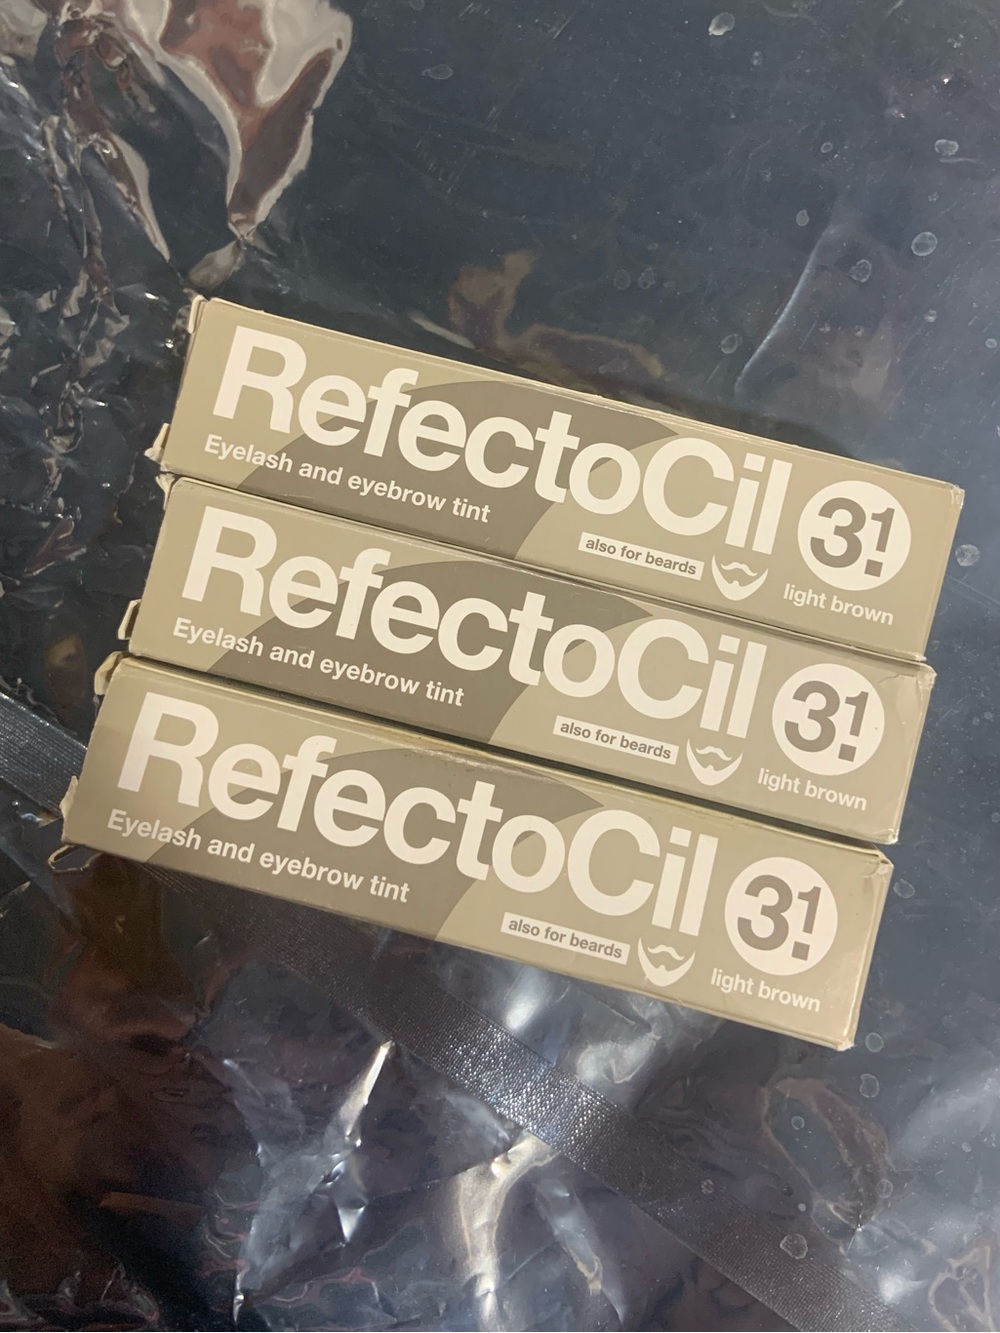 RefectoCil
Eyelash and eyebrow tint
also for beards
3.1
light brown
RefectoCil
Eyelash and eyebrow tint
also for beards
3.1
light brown
RefectoCil
Eyelash and eyebrow tint
also for beards
3.1
light brown